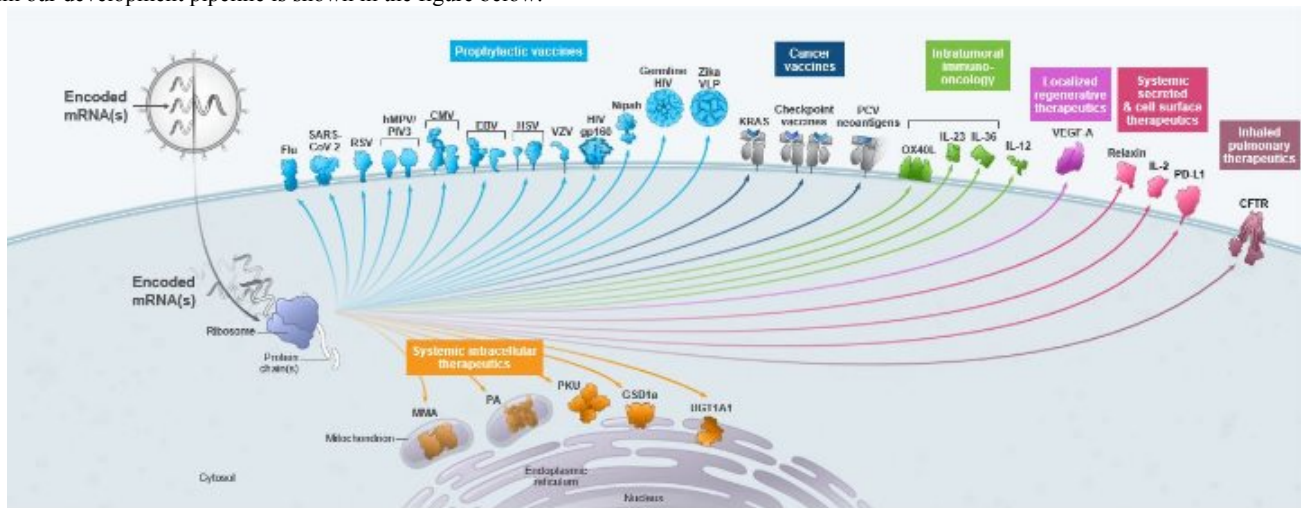 Prophylactic vaccines
Cancer
vaccines
Intratumoral
immuno-
oncology
Localized
regenerative
therapeutics
Systemic
secreted
& cell surface
therapeutics
Inhaled
pulmonary
therapeutics
Encoded
mRNA(s)
Flu
SARS-
CoV 2
RSV
hMPV/
PIV3
CMV
EBV
HSV
VZV
HIV
gp160
Nipah
Germline
HIV
Zika
VLP
KRAS
Checkpoint
vaccines
PCV
neoantigens
OX40L
IL-23
IL-36
IL-12
VEGF A
Relaxin
IL-2
PD-L1
CFTR
Encoded
mRNA(s)
Ribosome
Protein
chain(s)
Systemic intracellular
therapeutics
MMA
PA
PKU
GSD1a
UGT1A1
Mitochondrion
Cytosol
Endoplasmic
reticulum
Nucleus